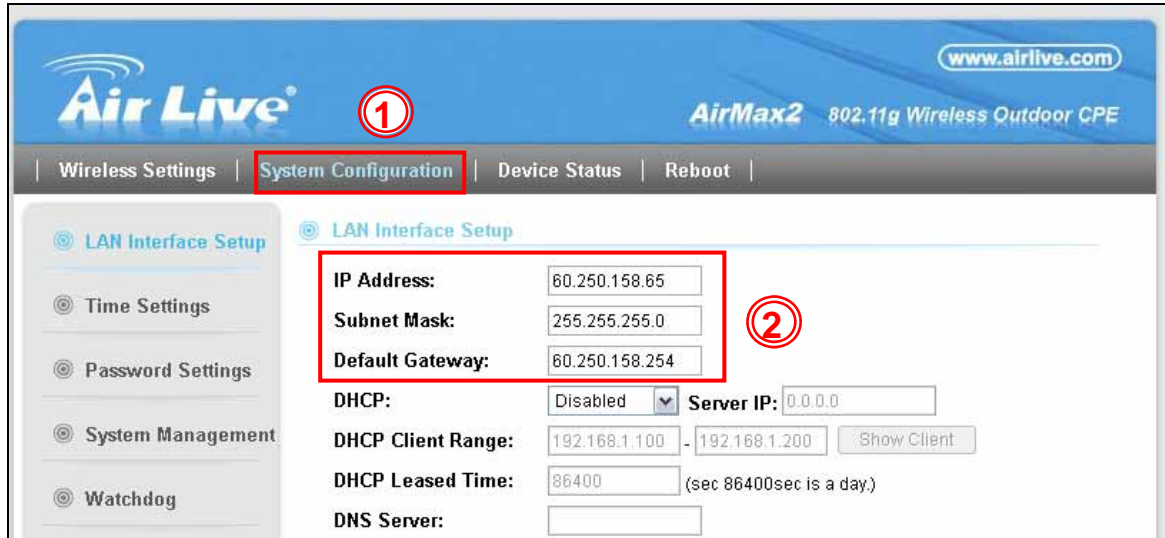 www.airlive.com
Air Live®
1
AirMax2 802.11g Wireless Outdoor CPE
Wireless Settings | System Configuration | Device Status | Reboot |
LAN Interface Setup
Time Settings
Password Settings
System Management
Watchdog
LAN Interface Setup
IP Address: 60.250.158.65
Subnet Mask: 255.255.255.0
Default Gateway: 60.250.158.254
2
DHCP: Disabled Server IP: 0.0.0.0
DHCP Client Range: 192.168.1.100 - 192.168.1.200 Show Client
DHCP Leased Time: 86400 (sec 86400sec is a day.)
DNS Server: